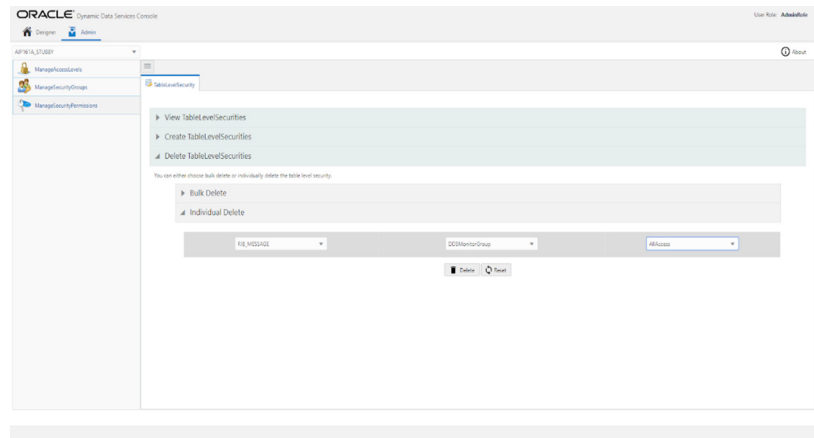 ORACLE Dynamic Data Services Console
User Role: AdminRole
Designer Admin
AIP161A_STUBBY
About
ManageAccessLevels
ManageSecurityGroups
ManageSecurityPermissions
TableLevelSecurity
View TableLevelSecurities
Create TableLevelSecurities
Delete TableLevelSecurities
You can either choose bulk delete or individually delete the table level security.
Bulk Delete
Individual Delete
RIB_MESSAGE DDSMonitorGroup AllAccess
Delete Reset